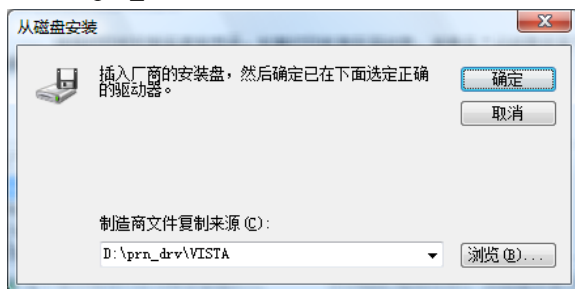 从磁盘安装
插入厂商的安装盘，然后确定已在下面选定正确
的驱动器。
确定
取消
制造商文件复制来源(C):
D:\prn_drv\VISTA
浏览(B)...